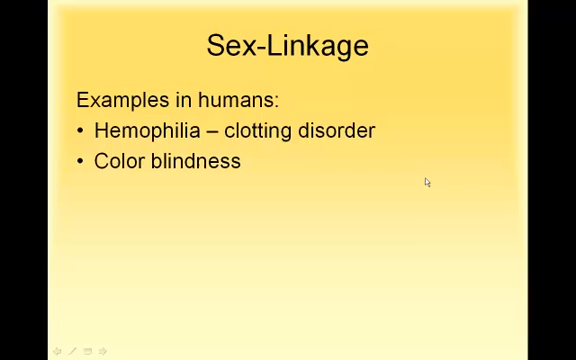 Sex-Linkage
Examples in humans:
• Hemophilia – clotting disorder
• Color blindness